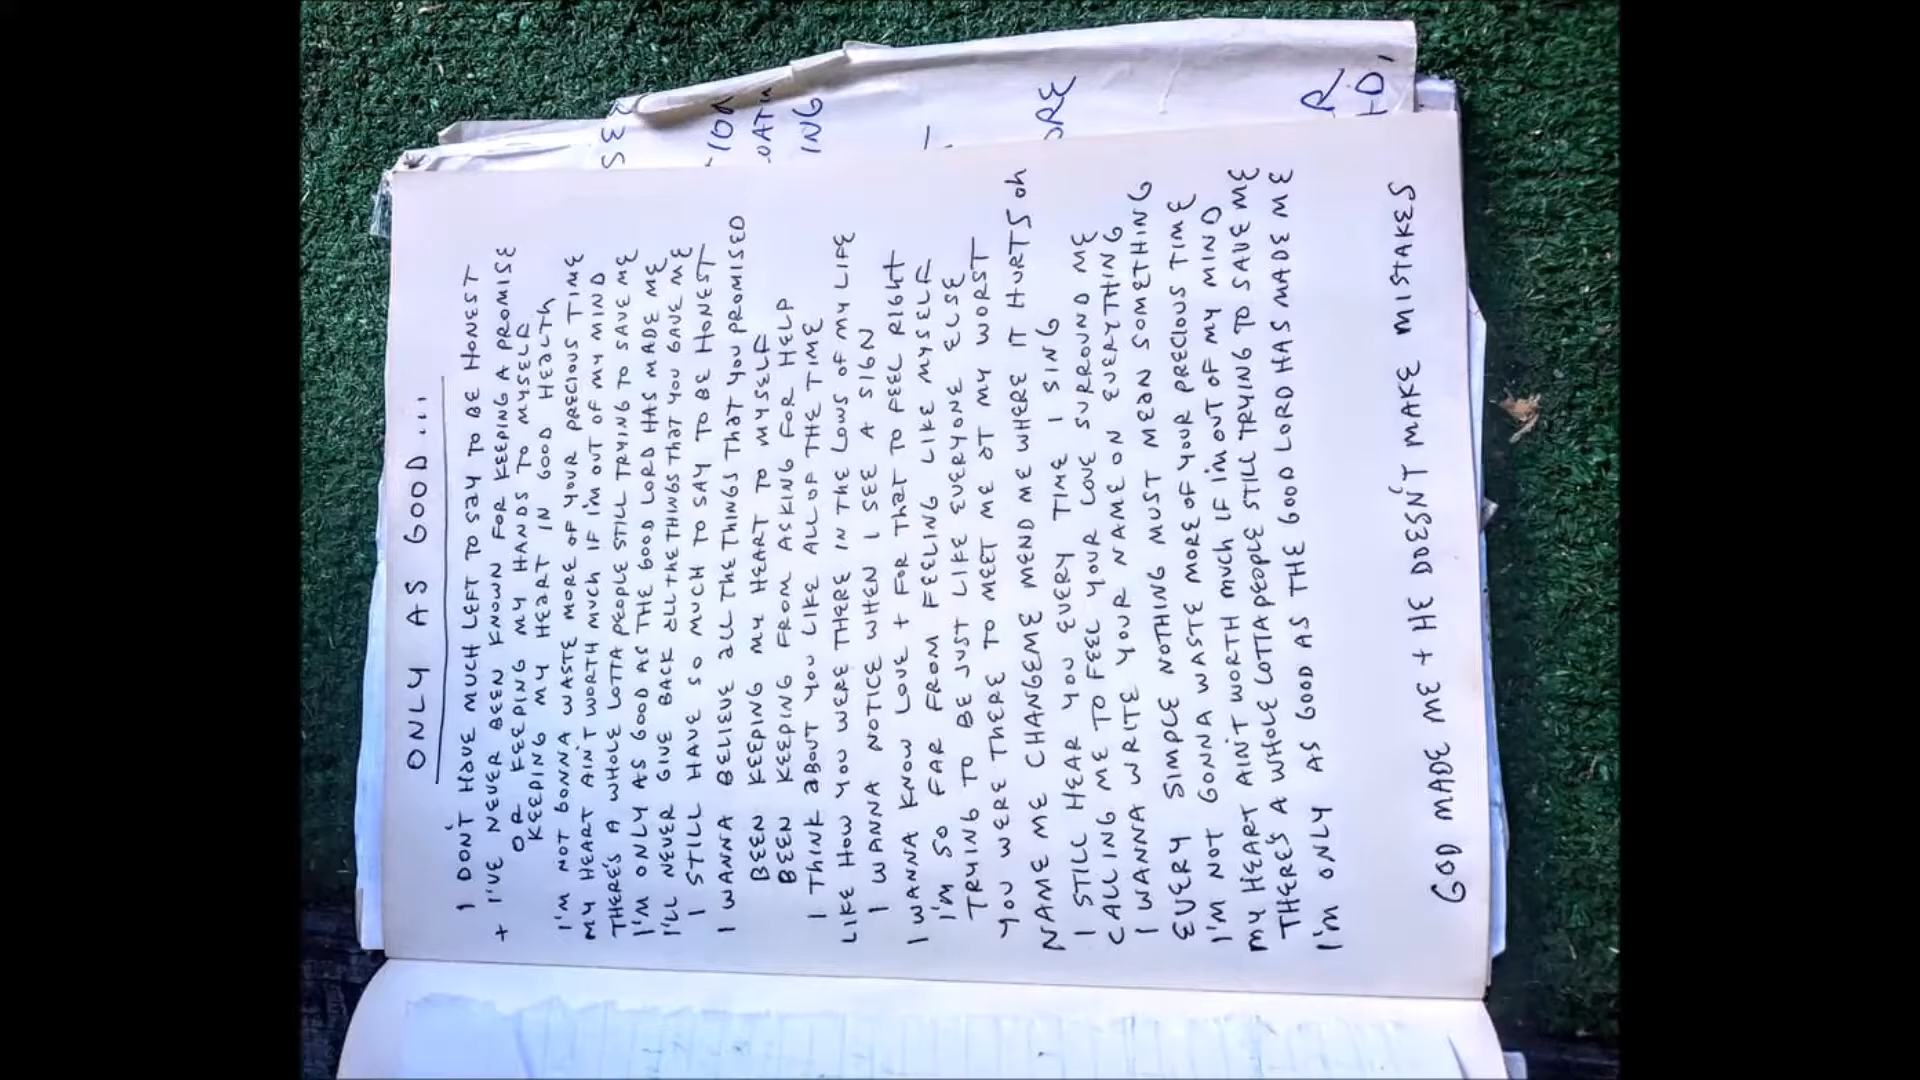 ONLY AS GOOD...
I DON'T HAVE MUCH LEFT TO SAY TO BE HONEST
+ I'VE NEVER BEEN KNOWN FOR KEEPING A PROMISE
OR KEEPING MY HANDS TO MYSELF
KEEPING MY HEART IN GOOD HEALTH
I'M NOT GONNA WASTE MORE OF YOUR PRECIOUS TIME
MY HEART AIN'T WORTH MUCH IF I'M OUT OF MY MIND
THERE'S A WHOLE LOTTA PEOPLE STILL TRYING TO SAVE ME
I'M ONLY AS GOOD AS THE GOOD LORD HAS MADE ME
I'LL NEVER GIVE BACK ALL THE THINGS THAT YOU GAVE ME
I STILL HAVE SO MUCH TO SAY TO BE HONEST
I WANNA BELIEVE ALL THE THINGS THAT YOU PROMISED
BEEN KEEPING MY HEART TO MYSELF
BEEN KEEPING FROM ASKING FOR HELP
I THINK ABOUT YOU LIKE ALL OF THE TIME
LIKE HOW YOU WERE THERE IN THE LOWS OF MY LIFE
I WANNA NOTICE WHEN I SEE A SIGN
I WANNA KNOW LOVE + FOR THAT TO FEEL RIGHT
I'M SO FAR FROM FEELING LIKE MYSELF
TRYING TO BE JUST LIKE EVERYONE ELSE
YOU WERE THERE TO MEET ME AT MY WORST
NAME ME CHANGE ME MEND ME WHERE IT HURTS OH
I STILL HEAR YOU EVERY TIME I SING
CALLING ME TO FEEL YOUR LOVE SURROUND ME
I WANNA WRITE YOUR NAME ON EVERYTHING
EVERY SIMPLE NOTHING MUST MEAN SOMETHING
I'M NOT GONNA WASTE MORE OF YOUR PRECIOUS TIME
MY HEART AIN'T WORTH MUCH IF I'M OUT OF MY MIND
THERE'S A WHOLE LOTTA PEOPLE STILL TRYING TO SAVE ME
I'M ONLY AS GOOD AS THE GOOD LORD HAS MADE ME
GOD MADE ME + HE DOESN'T MAKE MISTAKES